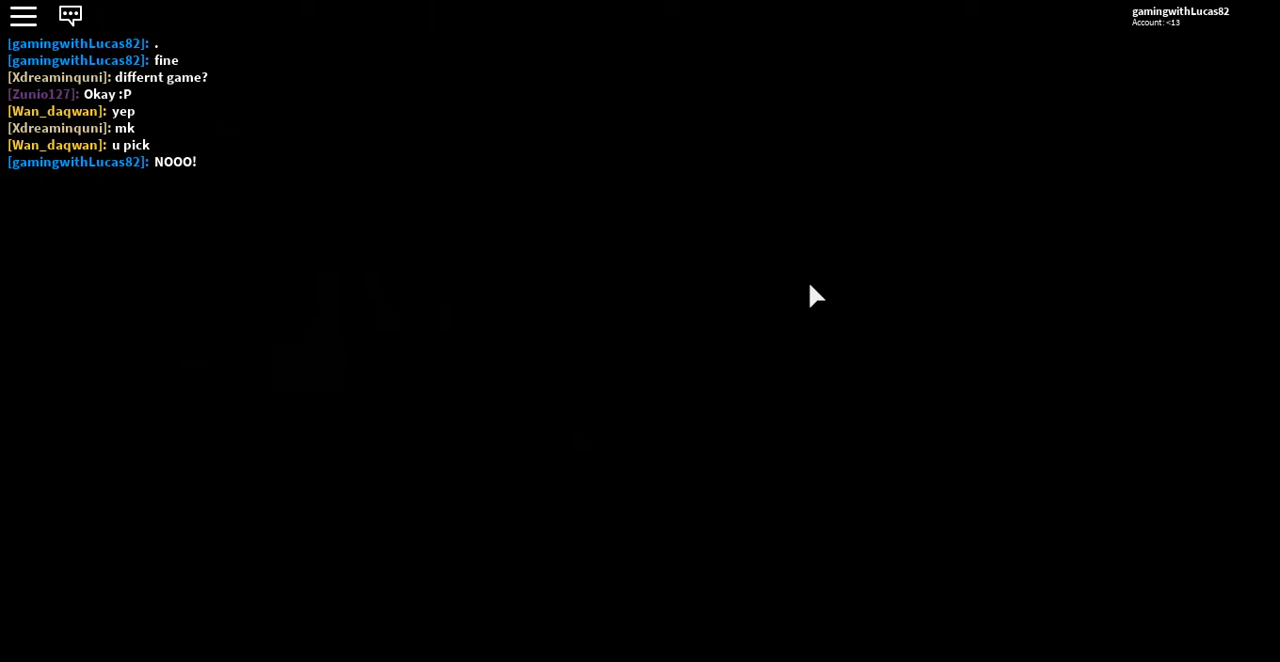 gamingwithLucas82
Account: <13
[gamingwithLucas82]: .
[gamingwithLucas82]: fine
[Xdreaminquni]: differnt game?
[Zunio127]: Okay :P
[Wan_daqwan]: yep
[Xdreaminquni]: mk
[Wan_daqwan]: u pick
[gamingwithLucas82]: NOOO!